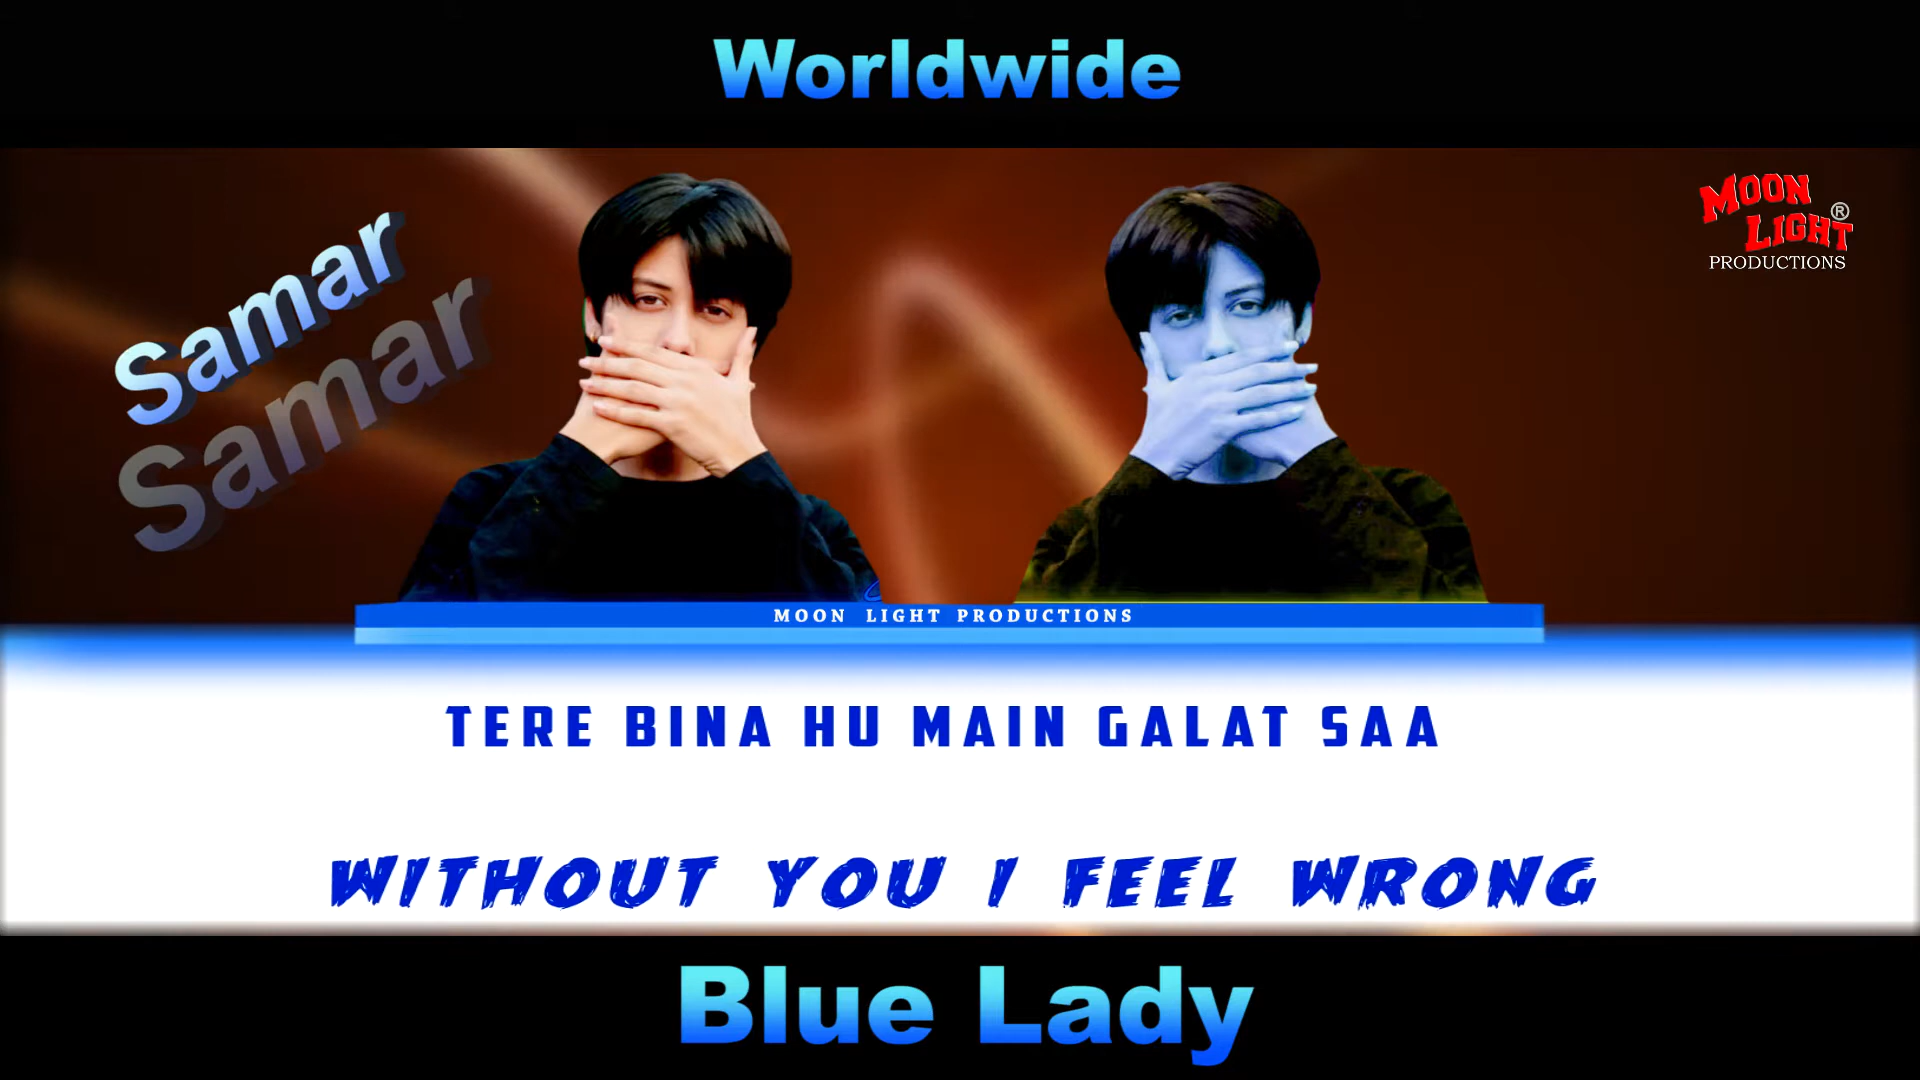 Worldwide
MOON
LIGHT ®
PRODUCTIONS
Samar
Samar
MOON LIGHT PRODUCTIONS
TERE BINA HU MAIN GALAT SAA
WITHOUT YOU I FEEL WRONG
Blue Lady